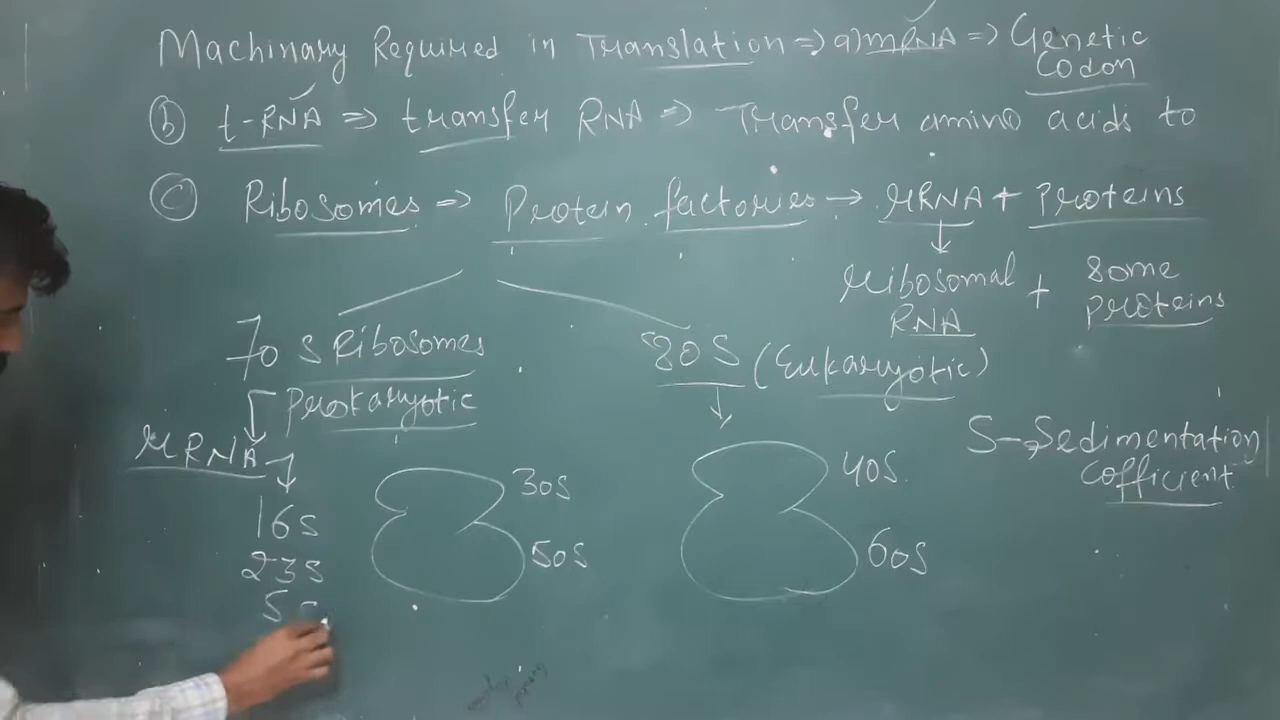 Machinary Required in Translation => a) mRNA => Genetic
Codon
(b) t-RNA => transfer RNA => Transfer amino acids to
(c) Ribosomes => Protein factories → rRNA + Proteins
ribosomal RNA + some proteins
70 s Ribosomes
80S (Eukaryotic)
Prokaryotic
rRNA
S → Sedimentation
cofficient
30s
40s
16s
50s
60s
23s
5s